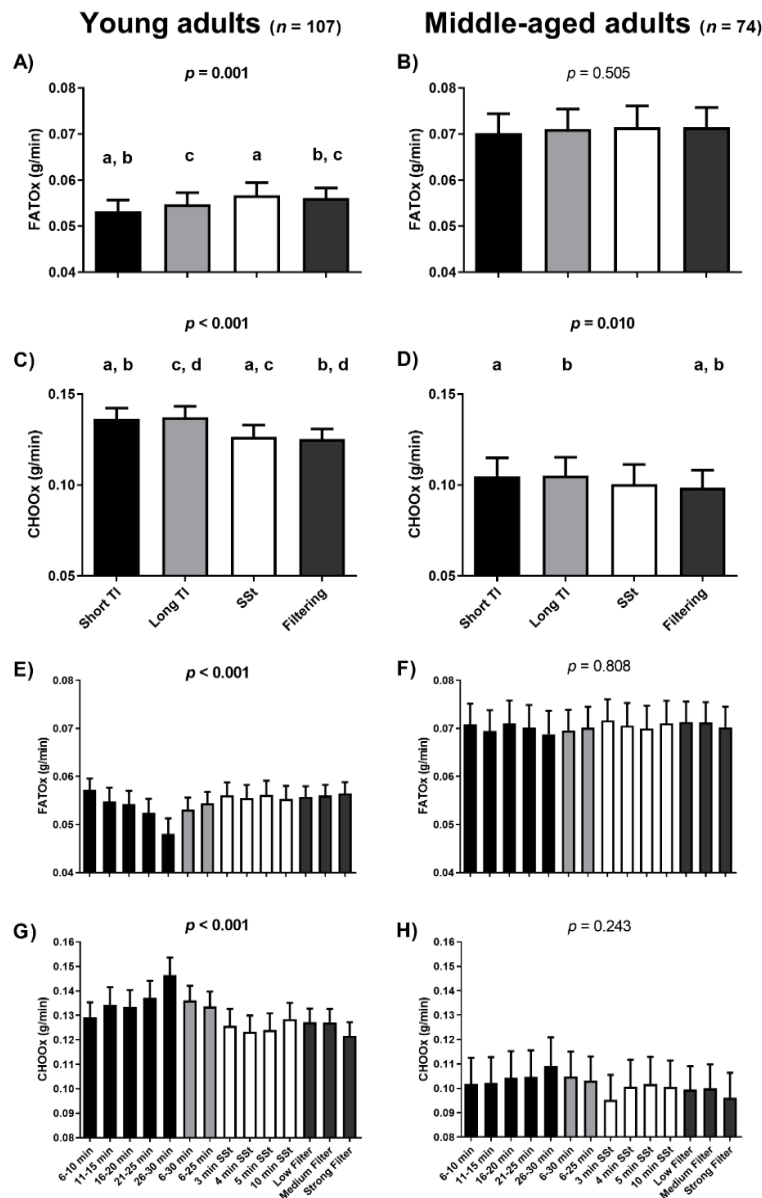 Young adults (n = 107)
Middle-aged adults (n = 74)
A)
p = 0.001
FATOx (g/min)
0.08
0.07
0.06
0.05
0.04
a, b
c
a
b, c
B)
p = 0.505
FATOx (g/min)
0.08
0.07
0.06
0.05
0.04
C)
p < 0.001
CHOOx (g/min)
0.15
0.10
0.05
a, b
c, d
a, c
b, d
Short TI
Long TI
SSt
Filtering
D)
p = 0.010
CHOOx (g/min)
0.15
0.10
0.05
a
b
a, b
Short TI
Long TI
SSt
Filtering
E)
p < 0.001
FATOx (g/min)
0.08
0.07
0.06
0.05
0.04
F)
p = 0.808
FATOx (g/min)
0.08
0.07
0.06
0.05
0.04
G)
p < 0.001
CHOOx (g/min)
0.16
0.15
0.14
0.13
0.12
0.11
0.10
0.09
0.08
6-10 min
11-15 min
16-20 min
21-25 min
26-30 min
6-30 min
6-25 min
3 min SSt
4 min SSt
5 min SSt
10 min SSt
Low Filter
Medium Filter
Strong Filter
H)
p = 0.243
CHOOx (g/min)
0.16
0.15
0.14
0.13
0.12
0.11
0.10
0.09
0.08
6-10 min
11-15 min
16-20 min
21-25 min
26-30 min
6-30 min
6-25 min
3 min SSt
4 min SSt
5 min SSt
10 min SSt
Low Filter
Medium Filter
Strong Filter